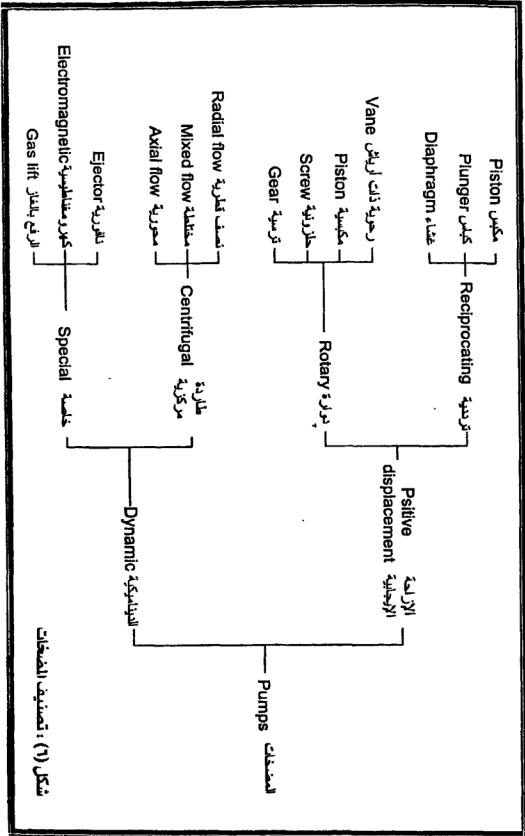 المضخات Pumps
الإزاحة
الإيجابية
Psitive
displacement
ترددية Reciprocating
مكبس Piston
كباس Plunger
غشاء Diaphragm
دوارة Rotary
رحوية ذات أرياش Vane
مكبسية Piston
حلزونية Screw
ترسية Gear
الديناميكية Dynamic
طاردة
مركزية
Centrifugal
نصف قطرية Radial flow
مختلطة Mixed flow
محورية Axial flow
خاصة Special
نافورية Ejector
كهرومغناطيسية Electromagnetic
الرفع بالغاز Gas lift
شكل (٦) : تصنيف المضخات